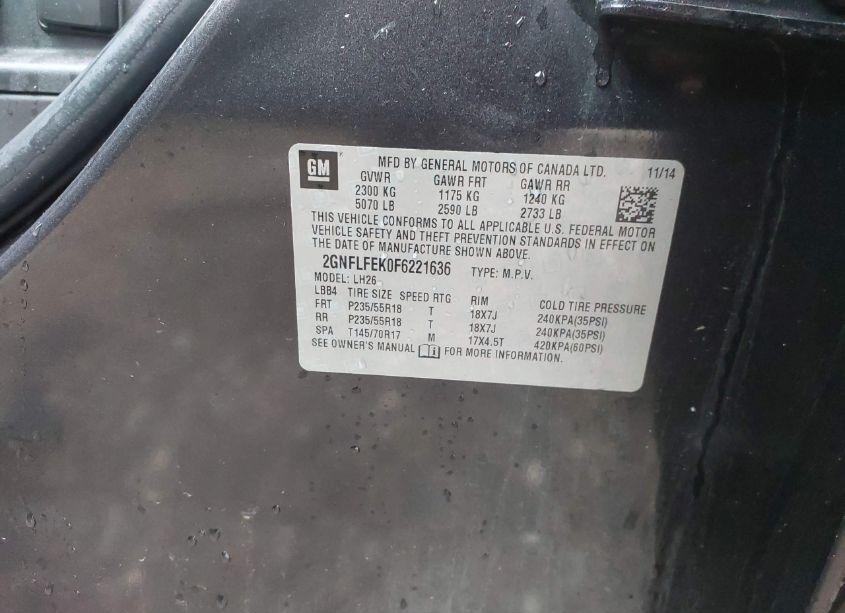 GM
MFD BY GENERAL MOTORS OF CANADA LTD. 11/14
GVWR GAWR FRT GAWR RR
2300 KG 1175 KG 1240 KG
5070 LB 2590 LB 2733 LB
THIS VEHICLE CONFORMS TO ALL APPLICABLE U.S. FEDERAL MOTOR
VEHICLE SAFETY AND THEFT PREVENTION STANDARDS IN EFFECT ON
THE DATE OF MANUFACTURE SHOWN ABOVE.
2GNFLFEK0F6221636 TYPE: M.P.V.
MODEL: LH26
LBB4 TIRE SIZE SPEED RTG RIM COLD TIRE PRESSURE
FRT P235/55R18 T 18X7J 240KPA(35PSI)
RR P235/55R18 T 18X7J 240KPA(35PSI)
SPA T145/70R17 M 17X4.5T 420KPA(60PSI)
SEE OWNER'S MANUAL FOR MORE INFORMATION.